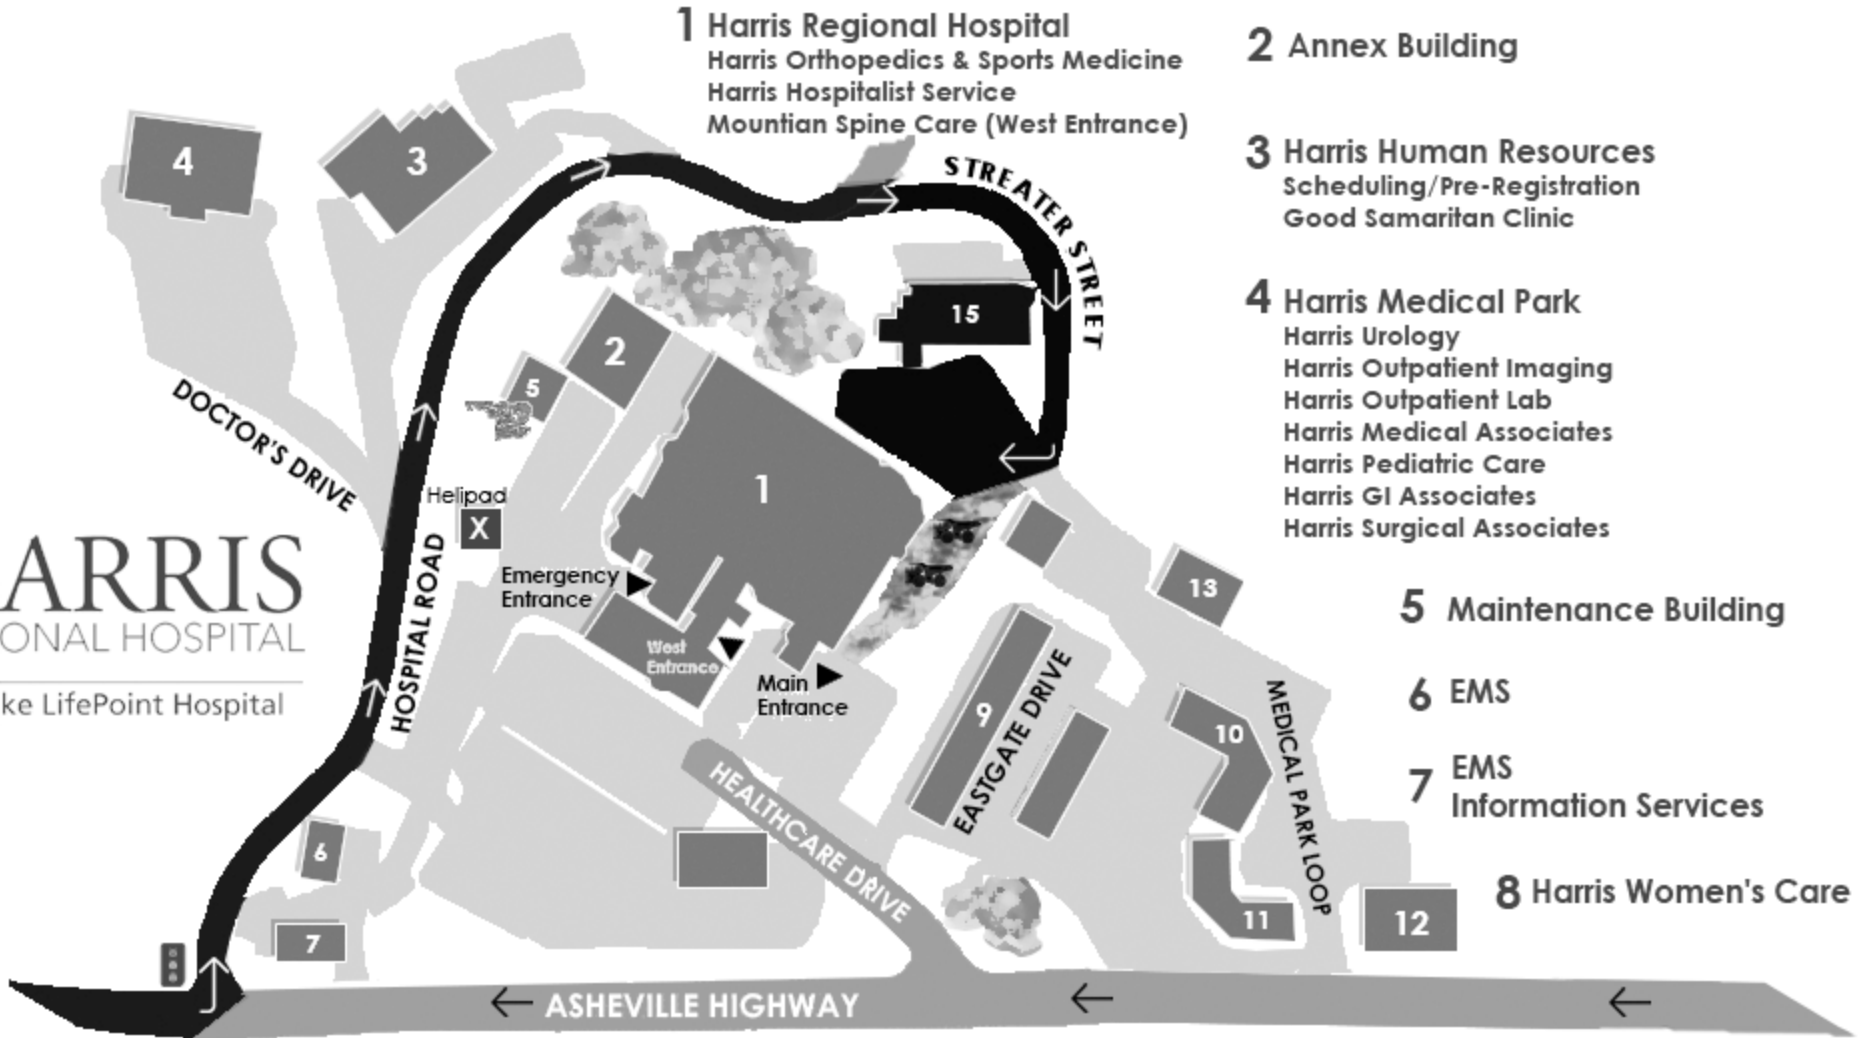 1 Harris Regional Hospital
Harris Orthopedics & Sports Medicine
Harris Hospitalist Service
Mountian Spine Care (West Entrance)
2 Annex Building
3 Harris Human Resources
Scheduling/Pre-Registration
Good Samaritan Clinic
4 Harris Medical Park
Harris Urology
Harris Outpatient Imaging
Harris Outpatient Lab
Harris Medical Associates
Harris Pediatric Care
Harris GI Associates
Harris Surgical Associates
5 Maintenance Building
6 EMS
7 EMS
Information Services
8 Harris Women's Care
4
3
STREATER STREET
15
2
5
DOCTOR'S DRIVE
1
Helipad
X
ARRIS
ONAL HOSPITAL
ke LifePoint Hospital
HOSPITAL ROAD
Emergency
Entrance
West
Entrance
Main
Entrance
13
9
EASTGATE DRIVE
10
MEDICAL PARK LOOP
HEALTHCARE DRIVE
6
7
11
12
ASHEVILLE HIGHWAY